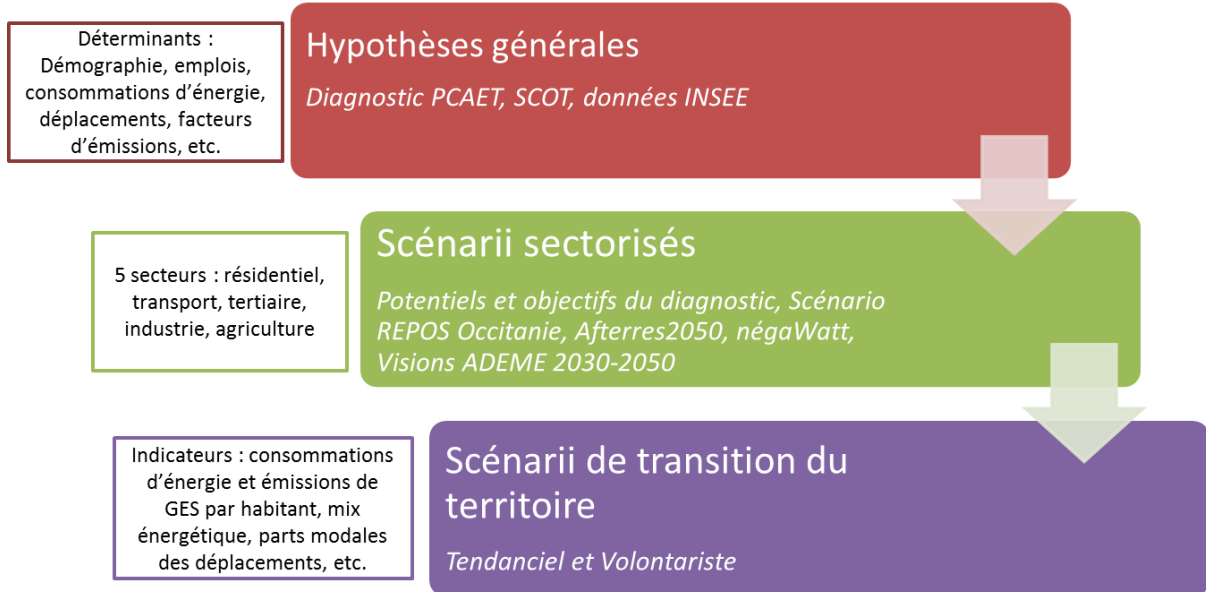 Déterminants :
Démographie, emplois,
consommations d’énergie,
déplacements, facteurs
d’émissions, etc.
Hypothèses générales
Diagnostic PCAET, SCOT, données INSEE
5 secteurs : résidentiel,
transport, tertiaire,
industrie, agriculture
Scénarii sectorisés
Potentiels et objectifs du diagnostic, Scénario
REPOS Occitanie, Afterres2050, négaWatt,
Visions ADEME 2030-2050
Indicateurs : consommations
d’énergie et émissions de
GES par habitant, mix
énergétique, parts modales
des déplacements, etc.
Scénarii de transition du
territoire
Tendanciel et Volontariste